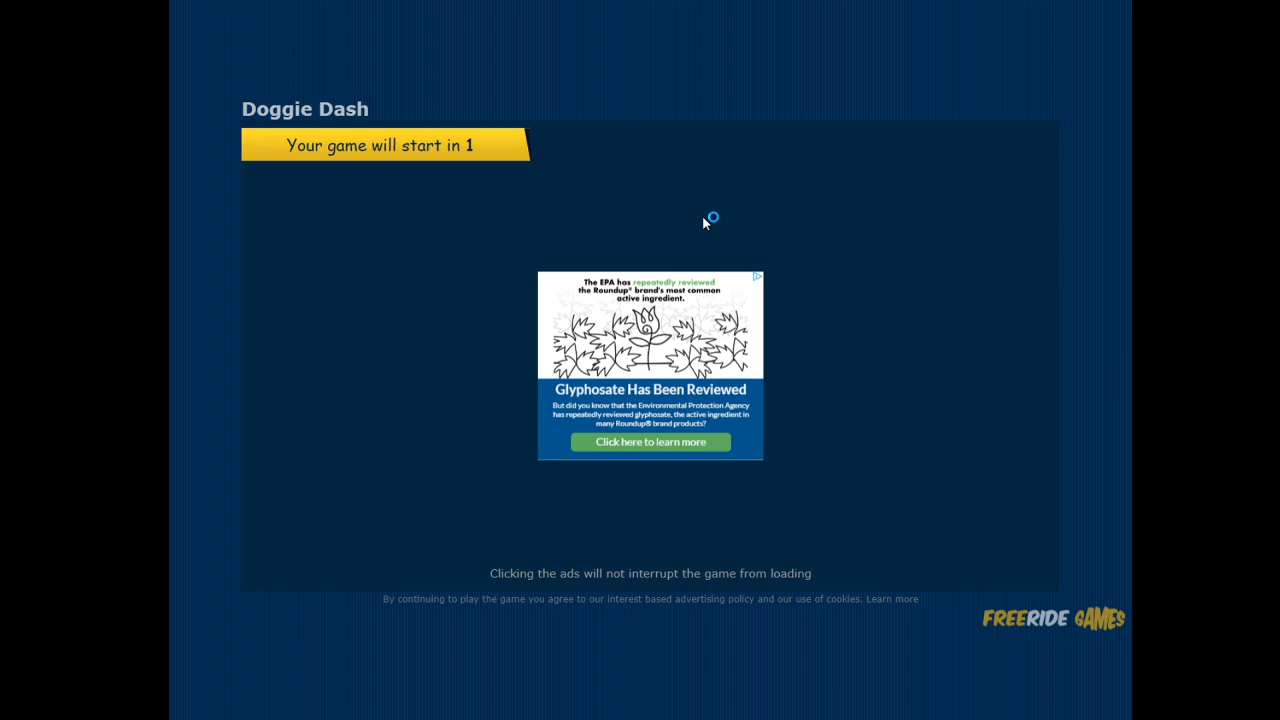 Doggie Dash
Your game will start in 1
The EPA has repeatedly reviewed
the Roundup® brand's most common
active ingredient.
Glyphosate Has Been Reviewed
But did you know that the Environmental Protection Agency
has repeatedly reviewed glyphosate, the active ingredient in
many Roundup® brand products?
Click here to learn more
Clicking the ads will not interrupt the game from loading
By continuing to play the game you agree to our interest based advertising policy and our use of cookies. Learn more
FREERIDE GAMES